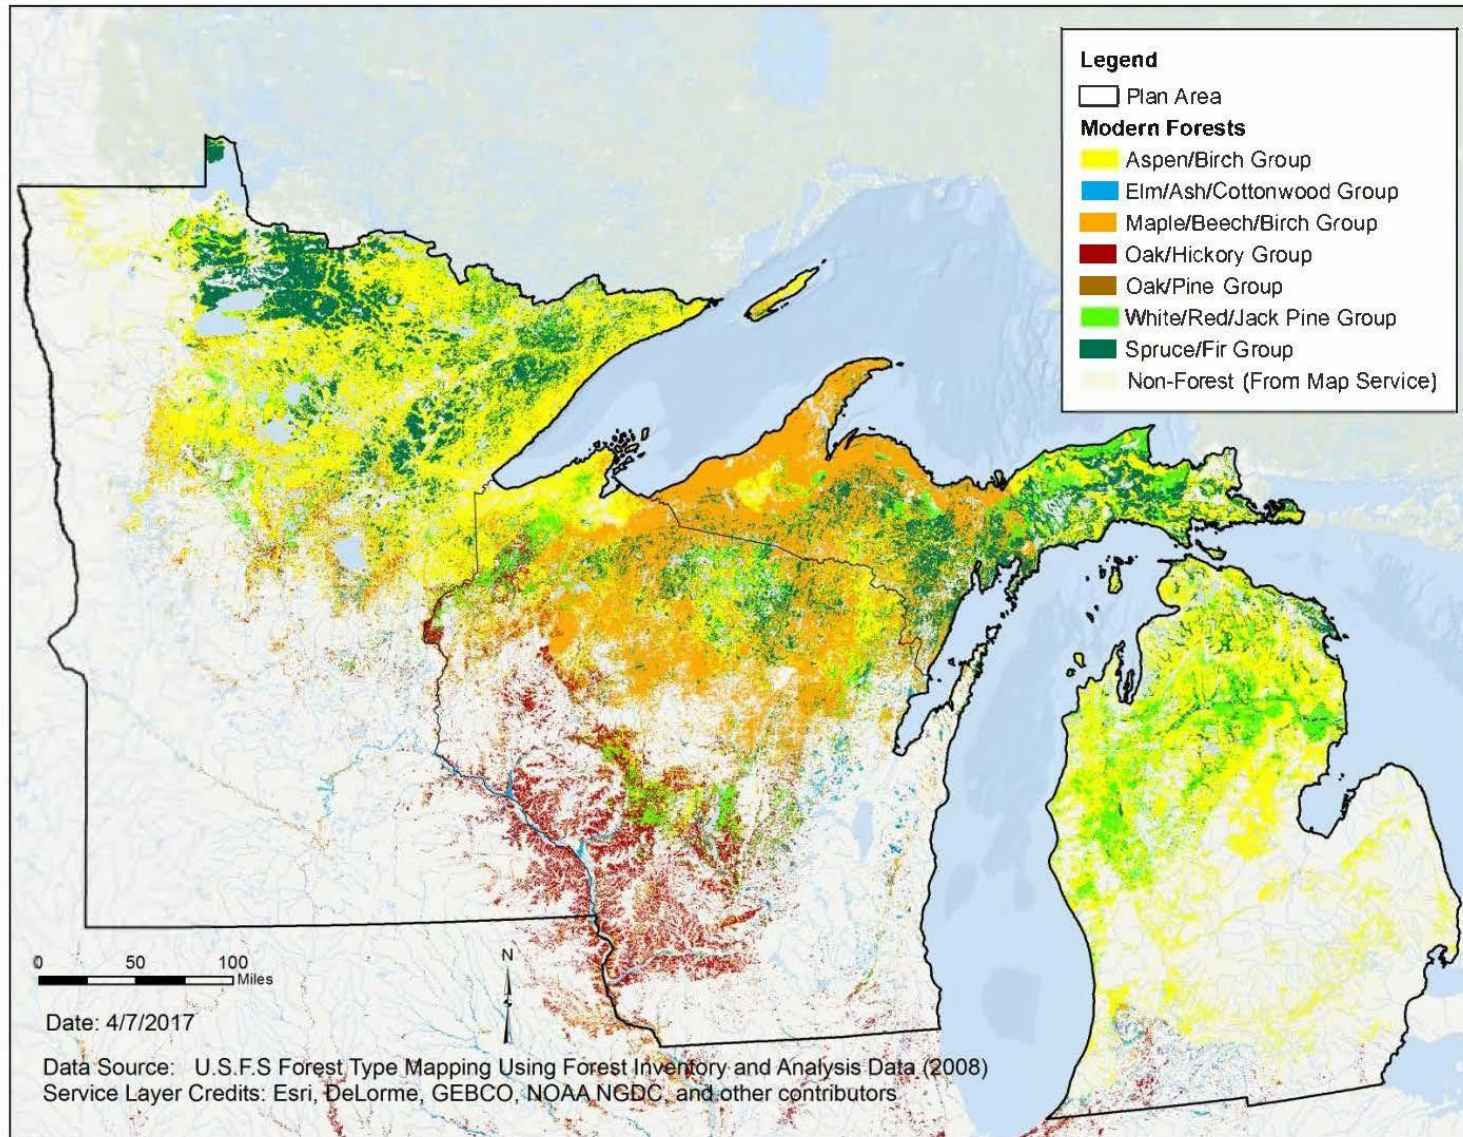 Legend
Plan Area
Modern Forests
Aspen/Birch Group
Elm/Ash/Cottonwood Group
Maple/Beech/Birch Group
Oak/Hickory Group
Oak/Pine Group
White/Red/Jack Pine Group
Spruce/Fir Group
Non-Forest (From Map Service)
0 50 100
Miles
N
Date: 4/7/2017
Data Source: U.S.F.S Forest Type Mapping Using Forest Inventory and Analysis Data (2008)
Service Layer Credits: Esri, DeLorme, GEBCO, NOAA NGDC, and other contributors